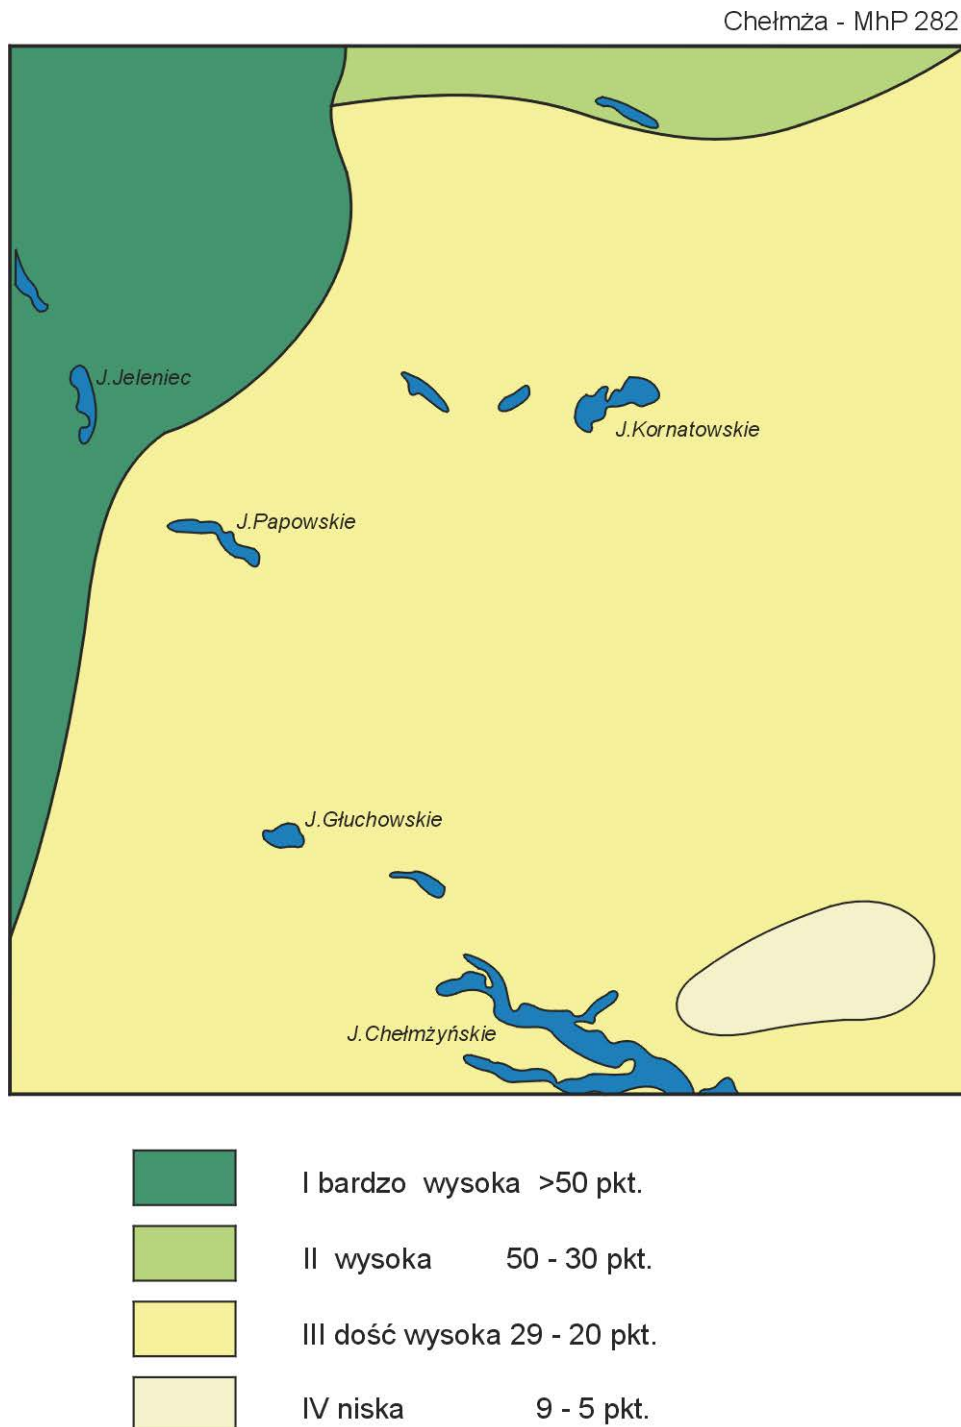 Chełmża - MhP 282
J.Jeleniec
J.Kornatowskie
J.Papowskie
J.Głuchowskie
J.Chełmżyńskie
I bardzo wysoka >50 pkt.
II wysoka 50 - 30 pkt.
III dość wysoka 29 - 20 pkt.
IV niska 9 - 5 pkt.